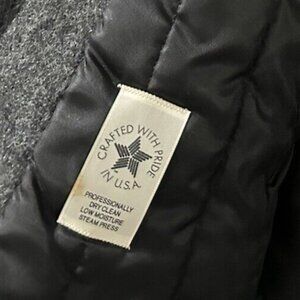 CRAFTED WITH PRIDE
IN U.S.A.
PROFESSIONALLY
DRY CLEAN
LOW MOISTURE
STEAM PRESS